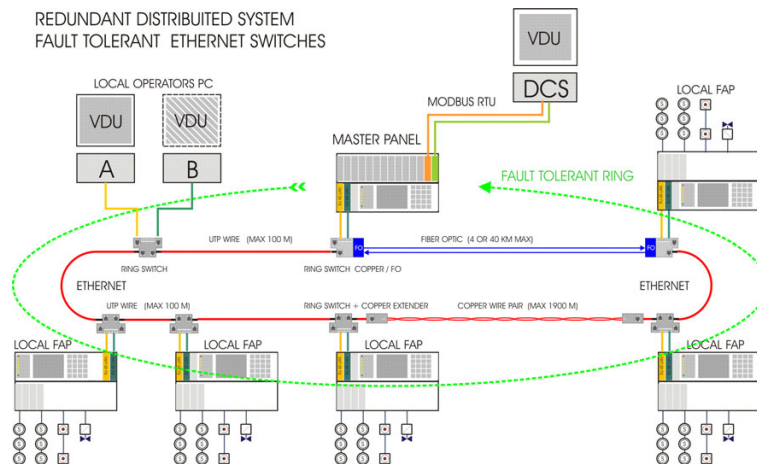 REDUNDANT DISTRIBUITED SYSTEM
FAULT TOLERANT ETHERNET SWITCHES
VDU
DCS
LOCAL OPERATORS PC
VDU
VDU
A
B
MODBUS RTU
MASTER PANEL
LOCAL FAP
FAULT TOLERANT RING
UTP WIRE (MAX 100 M)
FO
FIBER OPTIC (4 OR 40 KM MAX)
FO
RING SWITCH
RING SWITCH COPPER / FO
ETHERNET
ETHERNET
UTP WIRE (MAX 100 M)
RING SWITCH + COPPER EXTENDER
COPPER WIRE PAIR (MAX 1900 M)
LOCAL FAP
LOCAL FAP
LOCAL FAP
LOCAL FAP